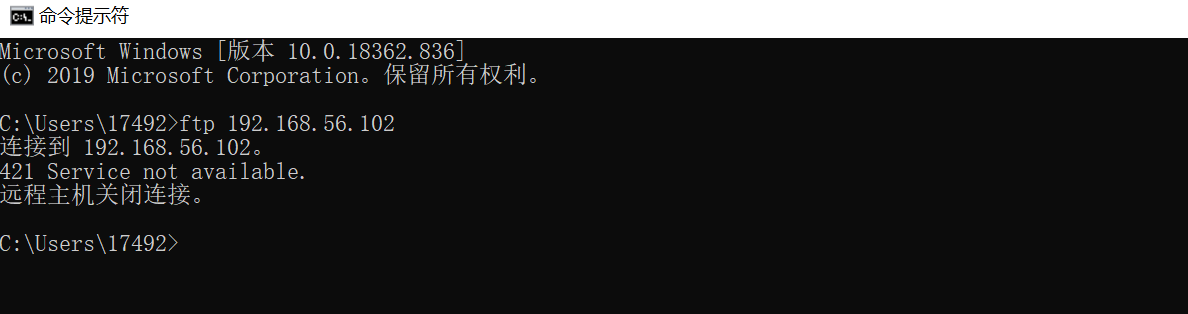 命令提示符
Microsoft Windows [版本 10.0.18362.836]
(c) 2019 Microsoft Corporation。保留所有权利。
C:\Users\17492>ftp 192.168.56.102
连接到 192.168.56.102。
421 Service not available.
远程主机关闭连接。
C:\Users\17492>